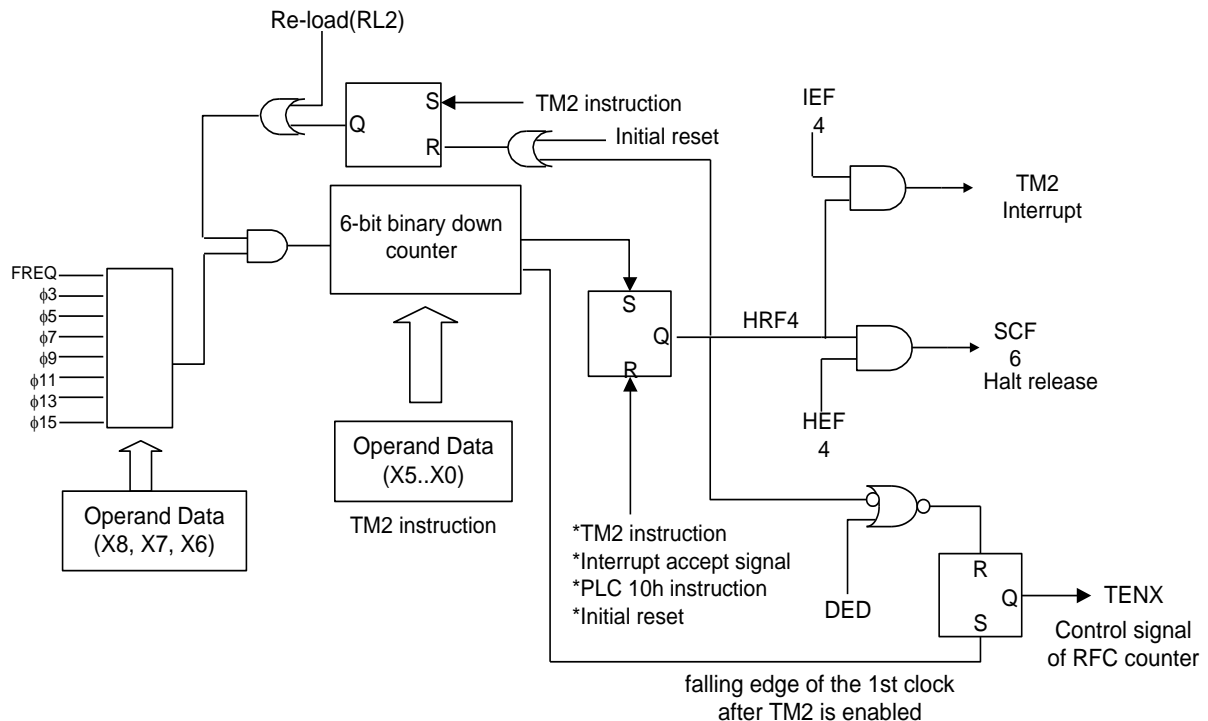 Re-load(RL2)
S
Q
R
TM2 instruction
Initial reset
IEF
4
TM2
Interrupt
6-bit binary down
counter
FREQ
ϕ3
ϕ5
ϕ7
ϕ9
ϕ11
ϕ13
ϕ15
S
Q
R
HRF4
SCF
6
Halt release
HEF
4
Operand Data
(X5..X0)
TM2 instruction
Operand Data
(X8, X7, X6)
*TM2 instruction
*Interrupt accept signal
*PLC 10h instruction
*Initial reset
DED
R
Q
S
TENX
Control signal
of RFC counter
falling edge of the 1st clock
after TM2 is enabled